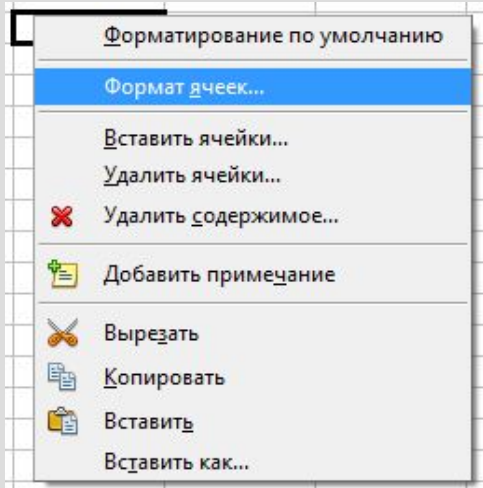 Форматирование по умолчанию
Формат ячеек...
Вставить ячейки...
Удалить ячейки...
Удалить содержимое...
Добавить примечание
Вырезать
Копировать
Вставить
Вставить как...